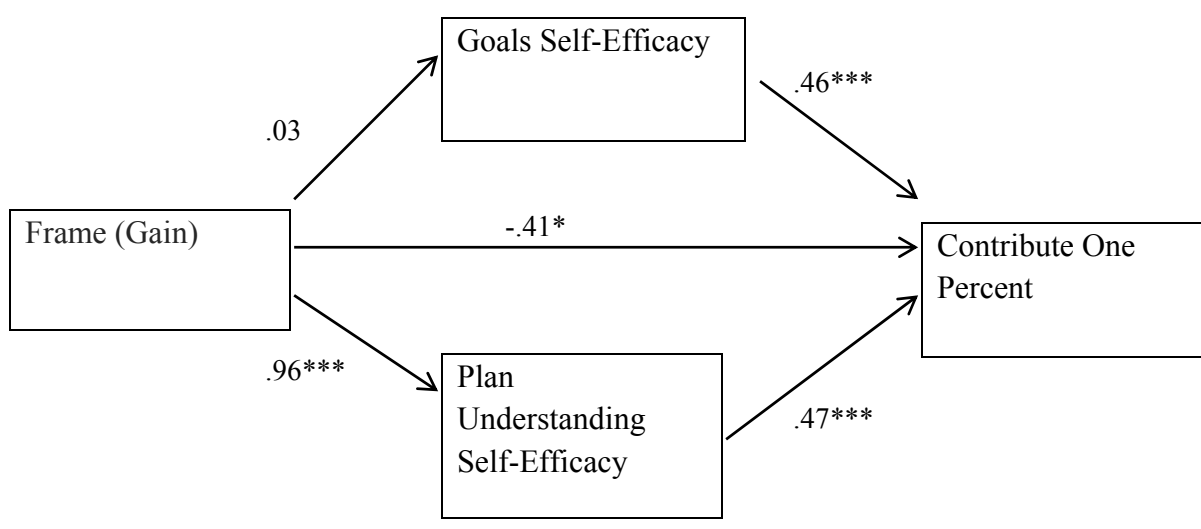 Goals Self-Efficacy
.46***
.03
Frame (Gain)
-.41*
Contribute One
Percent
.96***
Plan
Understanding
Self-Efficacy
.47***